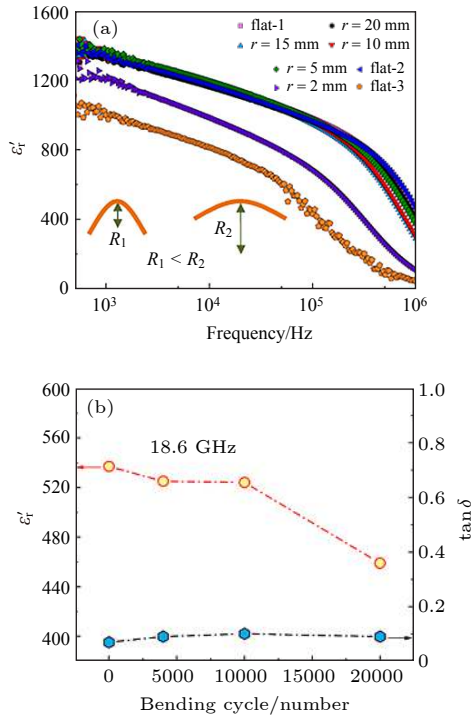 (a)
flat-1 r = 20 mm
r = 15 mm r = 10 mm
r = 5 mm flat-2
r = 2 mm flat-3
1600
1200
800
400
0
ε′r
R1
R2
R1 < R2
10³ 10⁴ 10⁵ 10⁶
Frequency/Hz
(b)
18.6 GHz
600
560
520
480
440
400
ε′r
1.0
0.8
0.6
0.4
0.2
0
tan δ
0 5000 10000 15000 20000
Bending cycle/number